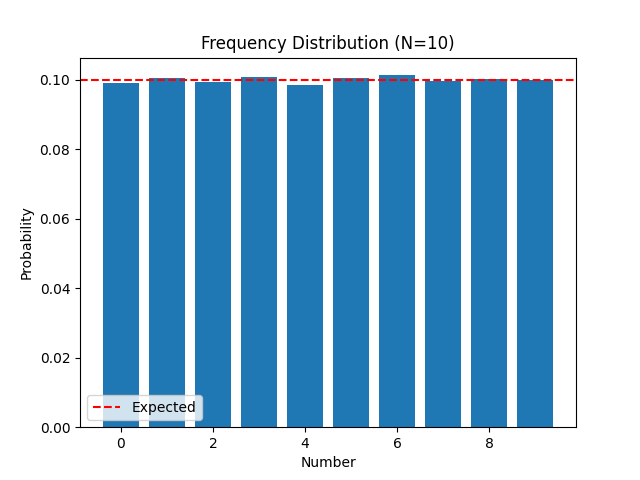 Frequency Distribution (N=10)
Probability
0.10
0.08
0.06
0.04
0.02
0.00
Expected
0 2 4 6 8
Number